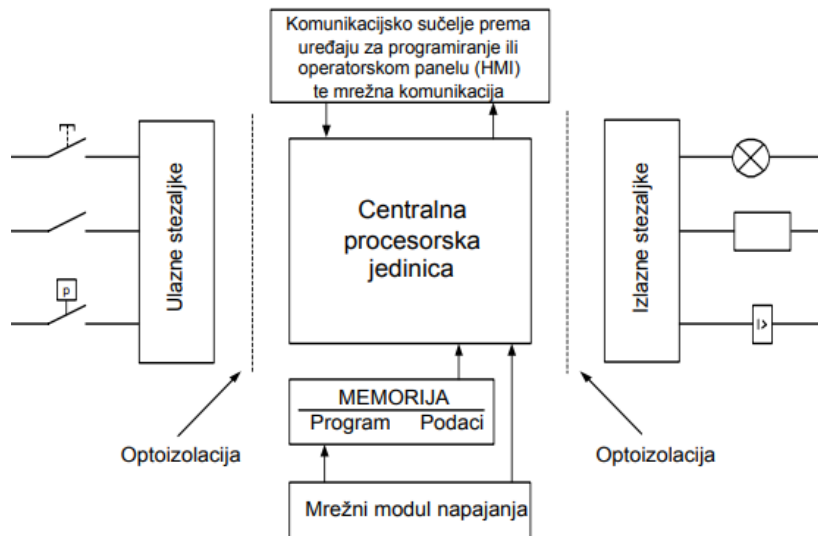 Komunikacijsko sučelje prema
uređaju za programiranje ili
operatorskom panelu (HMI)
te mrežna komunikacija
Ulazne stezaljke
Centralna
procesorska
jedinica
Izlazne stezaljke
p
I>
MEMORIJA
Program Podaci
Optoizolacija
Optoizolacija
Mrežni modul napajanja